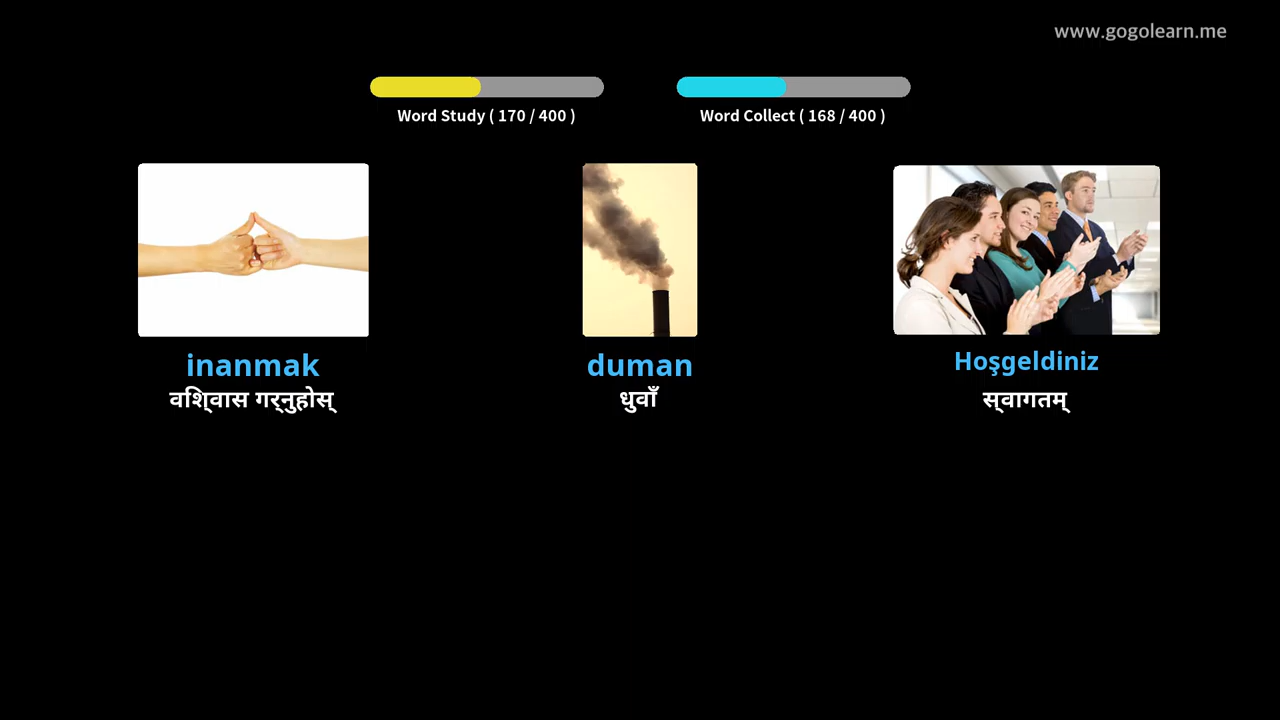 www.gogolearn.me
Word Study ( 170 / 400 )
Word Collect ( 168 / 400 )
inanmak
duman
Hoşgeldiniz
वशि्वास गर्नुहोस्
धुवाँ
स्वागतम्